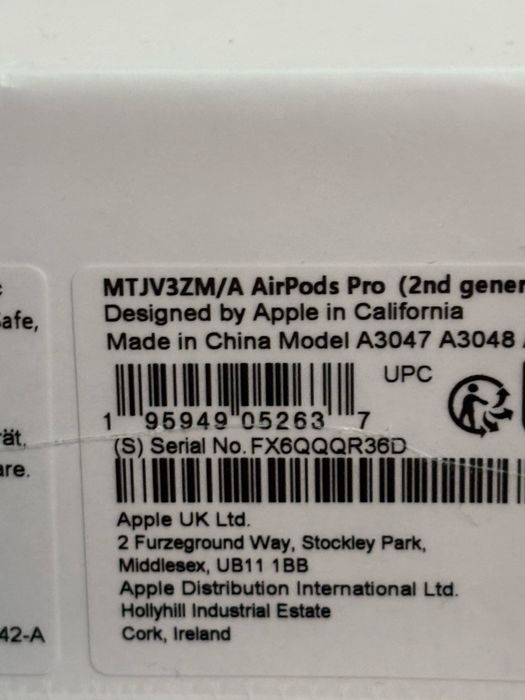 afe,
ät,
are.
42-A
MTJV3ZM/A AirPods Pro (2nd gener
Designed by Apple in California
Made in China Model A3047 A3048
UPC
1 95949 05263 7
(S) Serial No. FX6QQQR36D
Apple UK Ltd.
2 Furzeground Way, Stockley Park,
Middlesex, UB11 1BB
Apple Distribution International Ltd.
Hollyhill Industrial Estate
Cork, Ireland